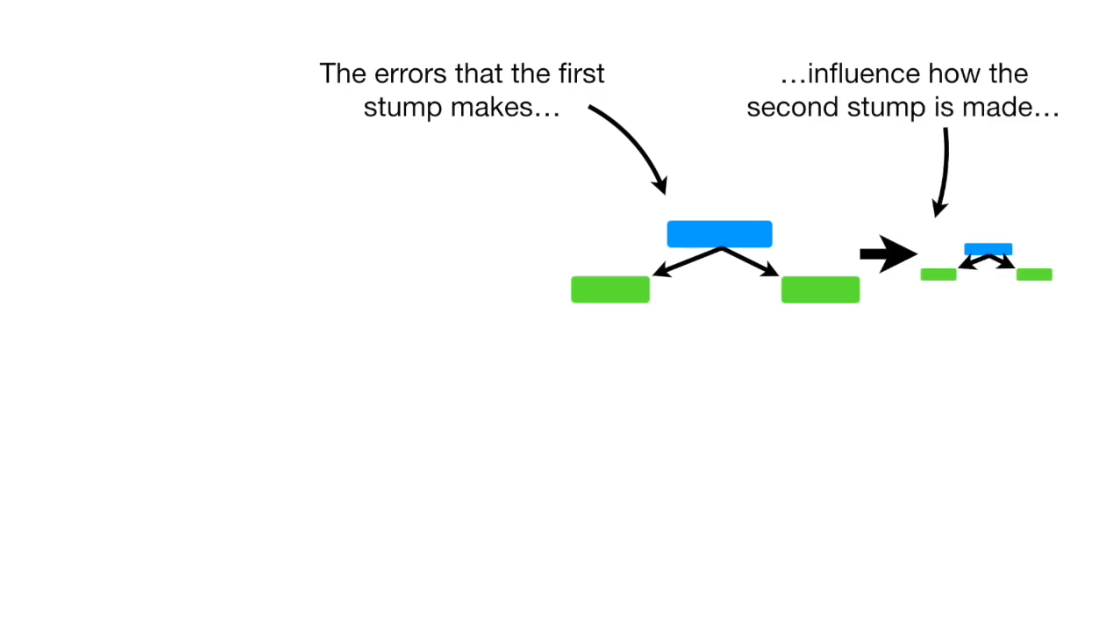 The errors that the first
stump makes…
…influence how the
second stump is made…